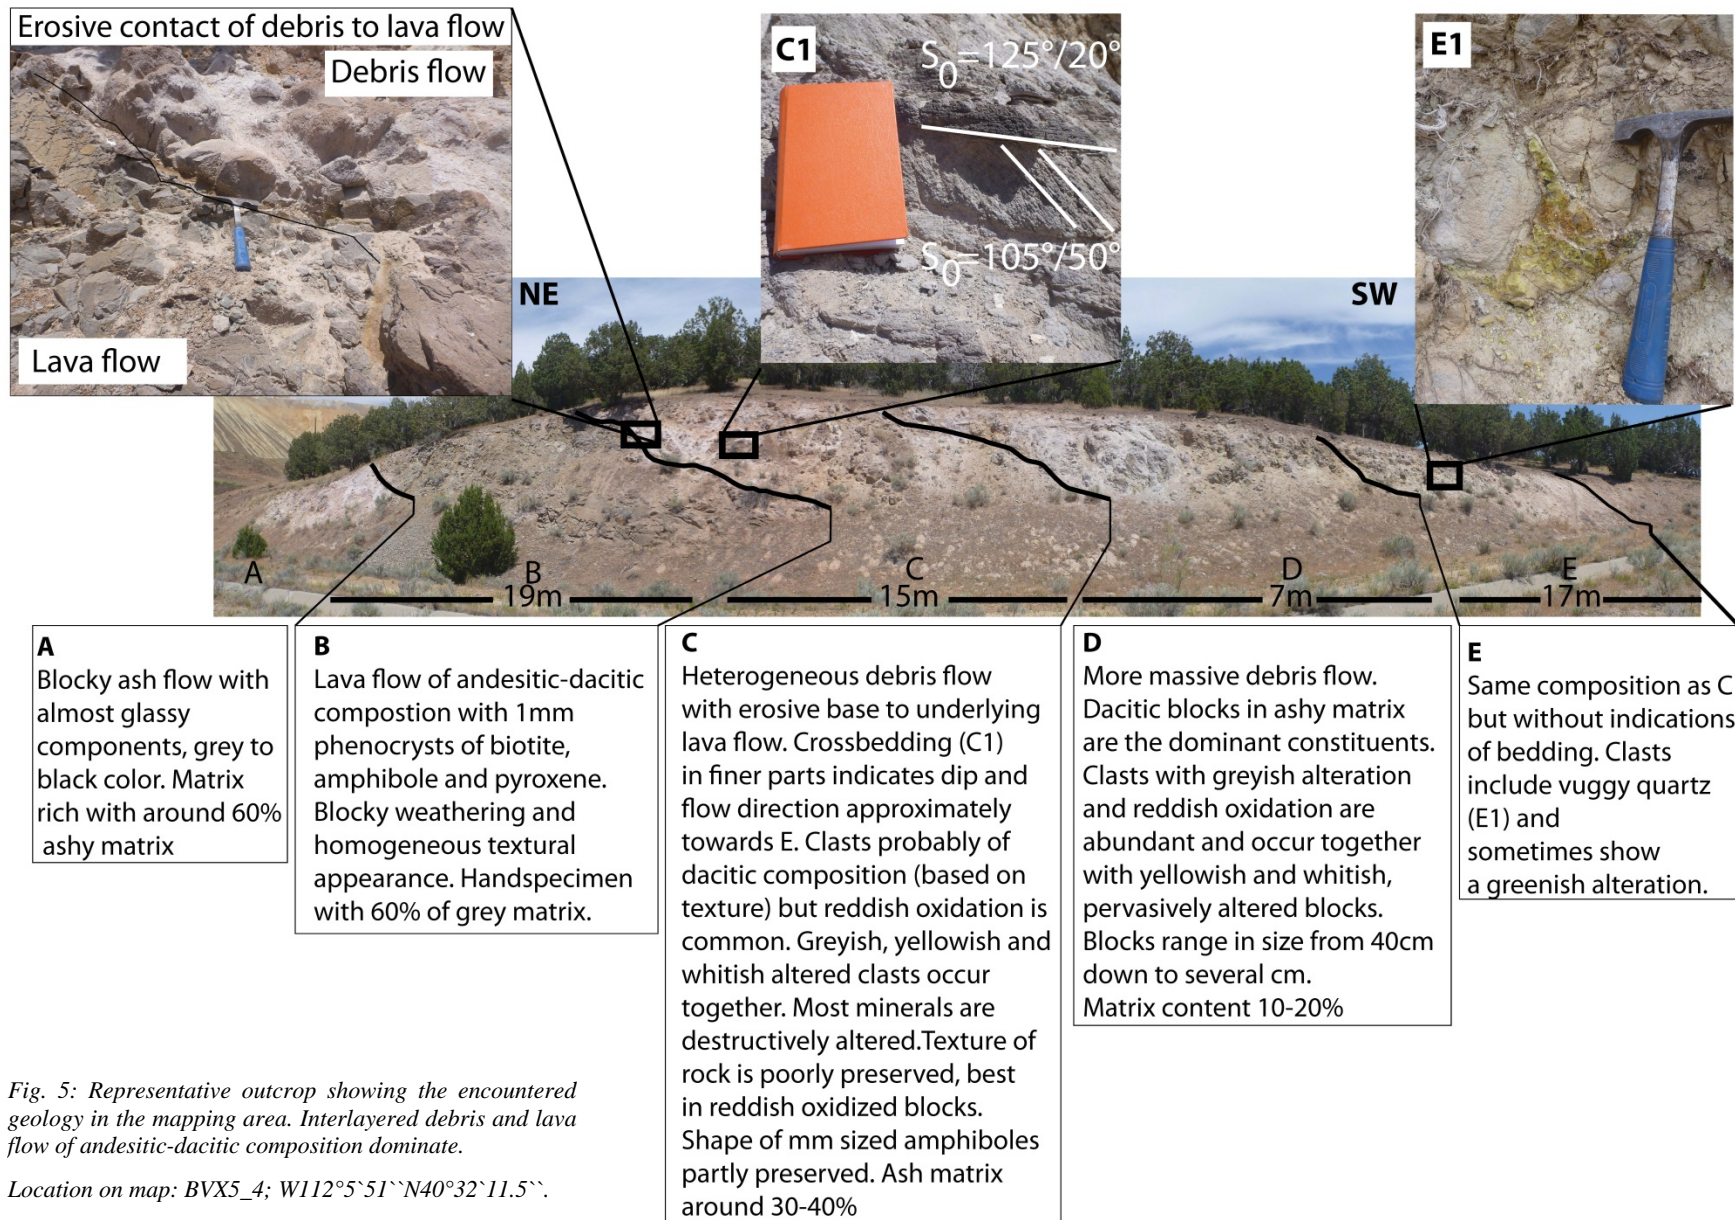 Erosive contact of debris to lava flow
Debris flow
Lava flow
C1
S0=125°/20°
S0=105°/50°
E1
NE
SW
A
B
19m
C
15m
D
7m
E
17m
A
Blocky ash flow with
almost glassy
components, grey to
black color. Matrix
rich with around 60%
ashy matrix
B
Lava flow of andesitic-dacitic
compostion with 1mm
phenocrysts of biotite,
amphibole and pyroxene.
Blocky weathering and
homogeneous textural
appearance. Handspecimen
with 60% of grey matrix.
C
Heterogeneous debris flow
with erosive base to underlying
lava flow. Crossbedding (C1)
in finer parts indicates dip and
flow direction approximately
towards E. Clasts probably of
dacitic composition (based on
texture) but reddish oxidation is
common. Greyish, yellowish and
whitish altered clasts occur
together. Most minerals are
destructively altered.Texture of
rock is poorly preserved, best
in reddish oxidized blocks.
Shape of mm sized amphiboles
partly preserved. Ash matrix
around 30-40%
D
More massive debris flow.
Dacitic blocks in ashy matrix
are the dominant constituents.
Clasts with greyish alteration
and reddish oxidation are
abundant and occur together
with yellowish and whitish,
pervasively altered blocks.
Blocks range in size from 40cm
down to several cm.
Matrix content 10-20%
E
Same composition as C
but without indications
of bedding. Clasts
include vuggy quartz
(E1) and
sometimes show
a greenish alteration.
Fig. 5: Representative outcrop showing the encountered
geology in the mapping area. Interlayered debris and lava
flow of andesitic-dacitic composition dominate.
Location on map: BVX5_4; W112°5`51``N40°32`11.5``.